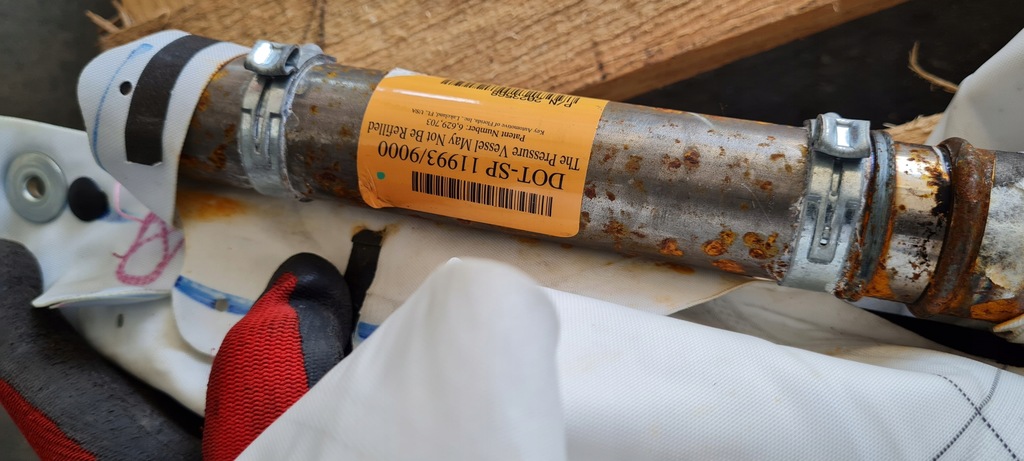 DOT-SP 11993/9000
The Pressure Vessel May Not Be Refilled
Patent Number: 6,629,703
Key Automotive of Florida, Inc., Lakeland, FL USA